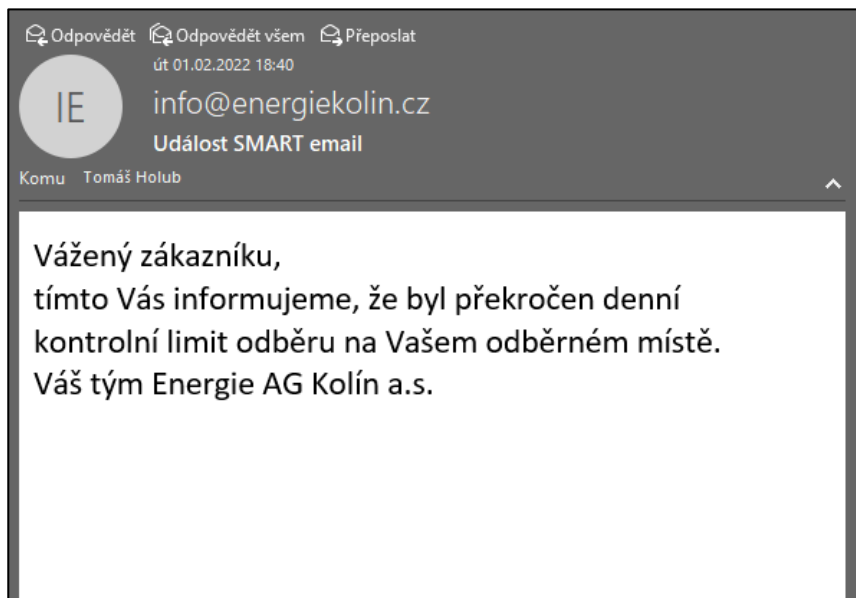 Odpovědět Odpovědět všem Přeposlat
út 01.02.2022 18:40
IE
info@energiekolin.cz
Událost SMART email
Komu Tomáš Holub
Vážený zákazníku,
tímto Vás informujeme, že byl překročen denní
kontrolní limit odběru na Vašem odběrném místě.
Váš tým Energie AG Kolín a.s.